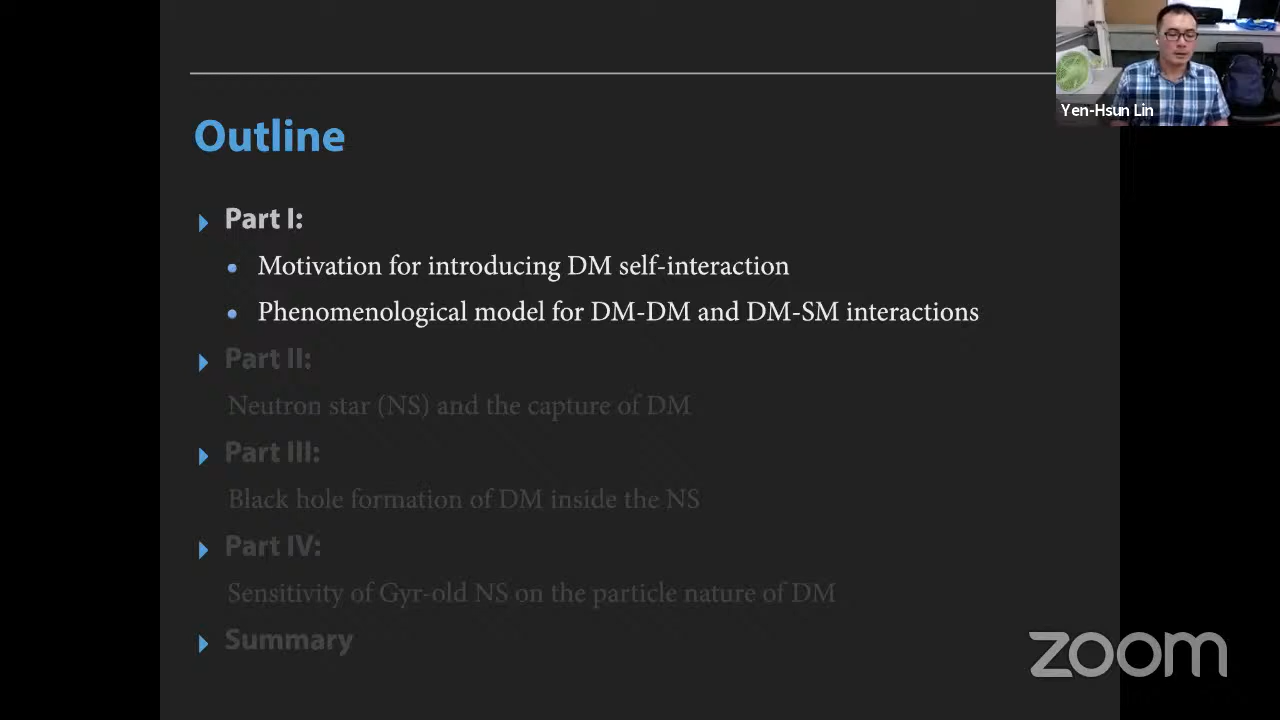 Yen-Hsun Lin
Outline
Part I:
Motivation for introducing DM self-interaction
Phenomenological model for DM-DM and DM-SM interactions
Part II:
Neutron star (NS) and the capture of DM
Part III:
Black hole formation of DM inside the NS
Part IV:
Sensitivity of Gyr-old NS on the particle nature of DM
Summary
zoom